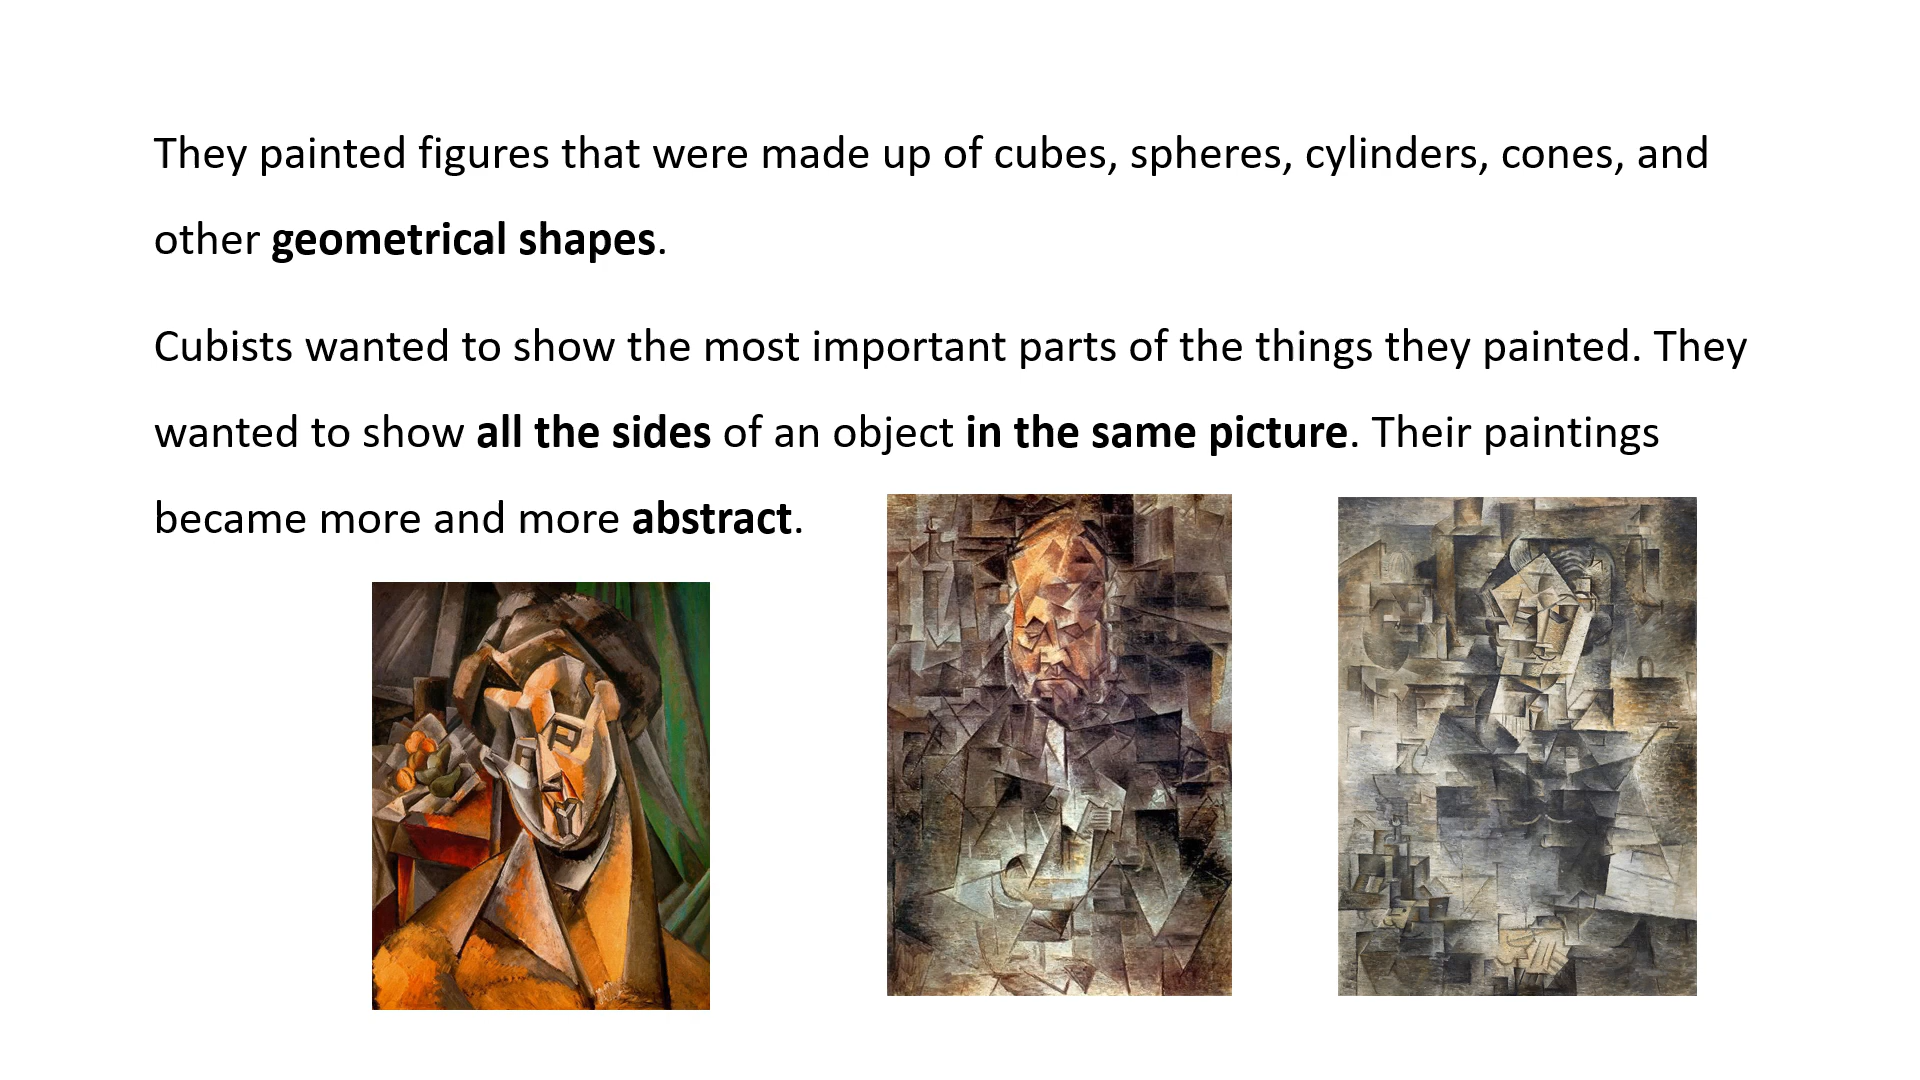 They painted figures that were made up of cubes, spheres, cylinders, cones, and
other geometrical shapes.
Cubists wanted to show the most important parts of the things they painted. They
wanted to show all the sides of an object in the same picture. Their paintings
became more and more abstract.